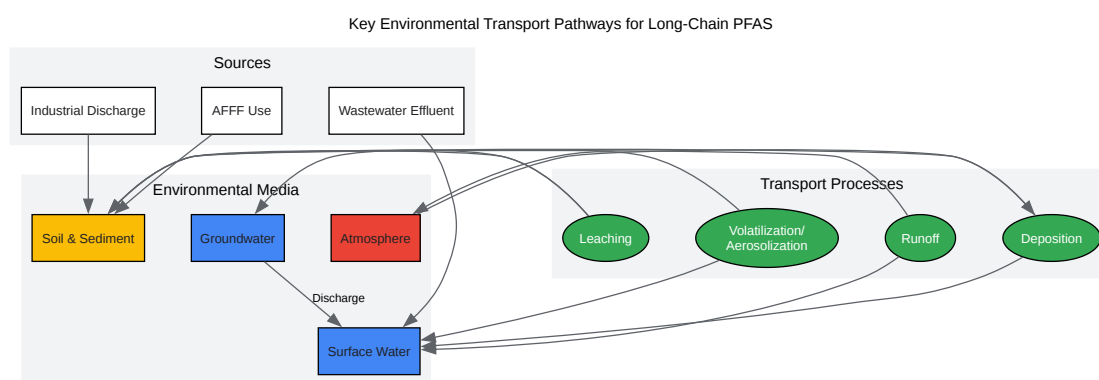 Key Environmental Transport Pathways for Long-Chain PFAS
Sources
Industrial Discharge
AFFF Use
Wastewater Effluent
Environmental Media
Transport Processes
Soil & Sediment
Groundwater
Atmosphere
Leaching
Volatilization/
Aerosolization
Runoff
Deposition
Discharge
Surface Water